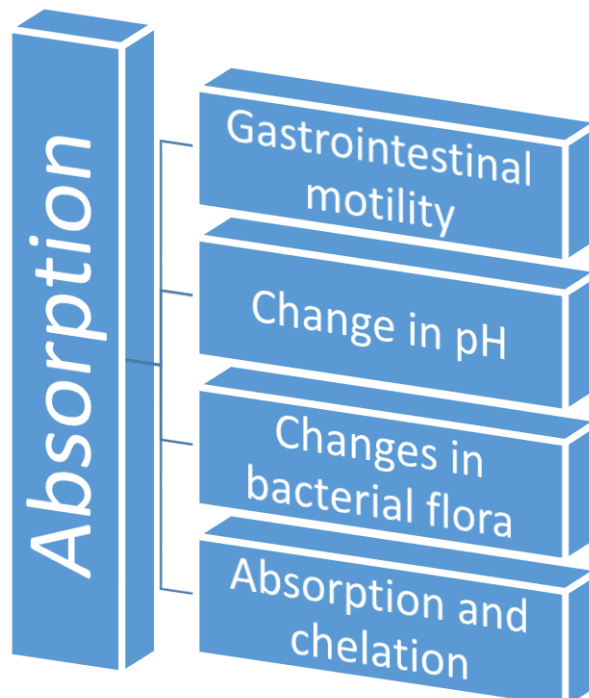 Absorption
Gastrointestinal
motility
Change in pH
Changes in
bacterial flora
Absorption and
chelation